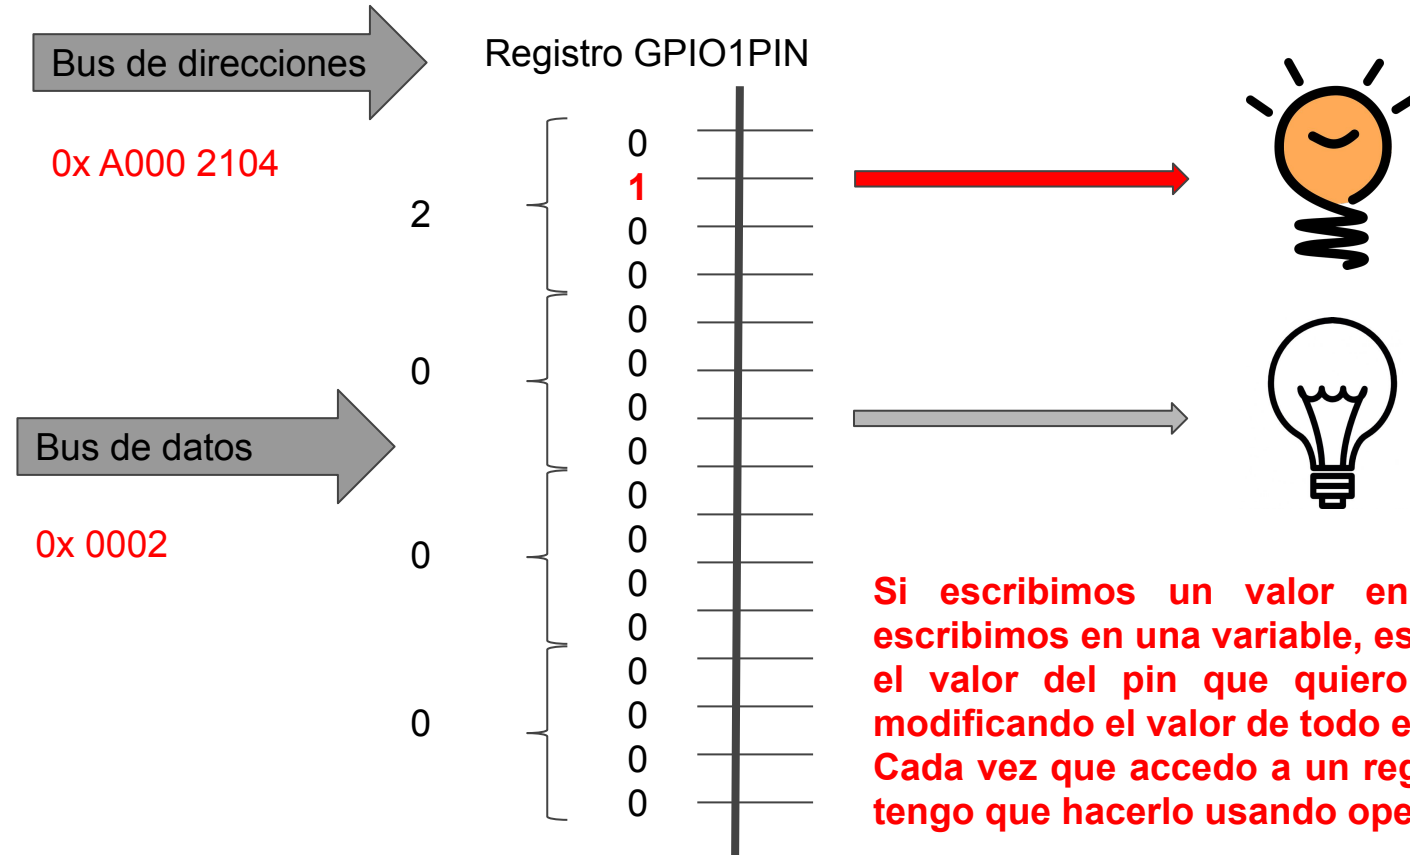 Bus de direcciones
0x A000 2104
Bus de datos
0x 0002
Registro GPIO1PIN
2
0
0
0
0
1
0
0
0
0
0
0
0
0
0
0
0
0
0
0
Si escribimos un valor en
escribimos en una variable,
el valor del pin que quiero
modificando el valor de todo
Cada vez que accedo a un
tengo que hacerlo usando